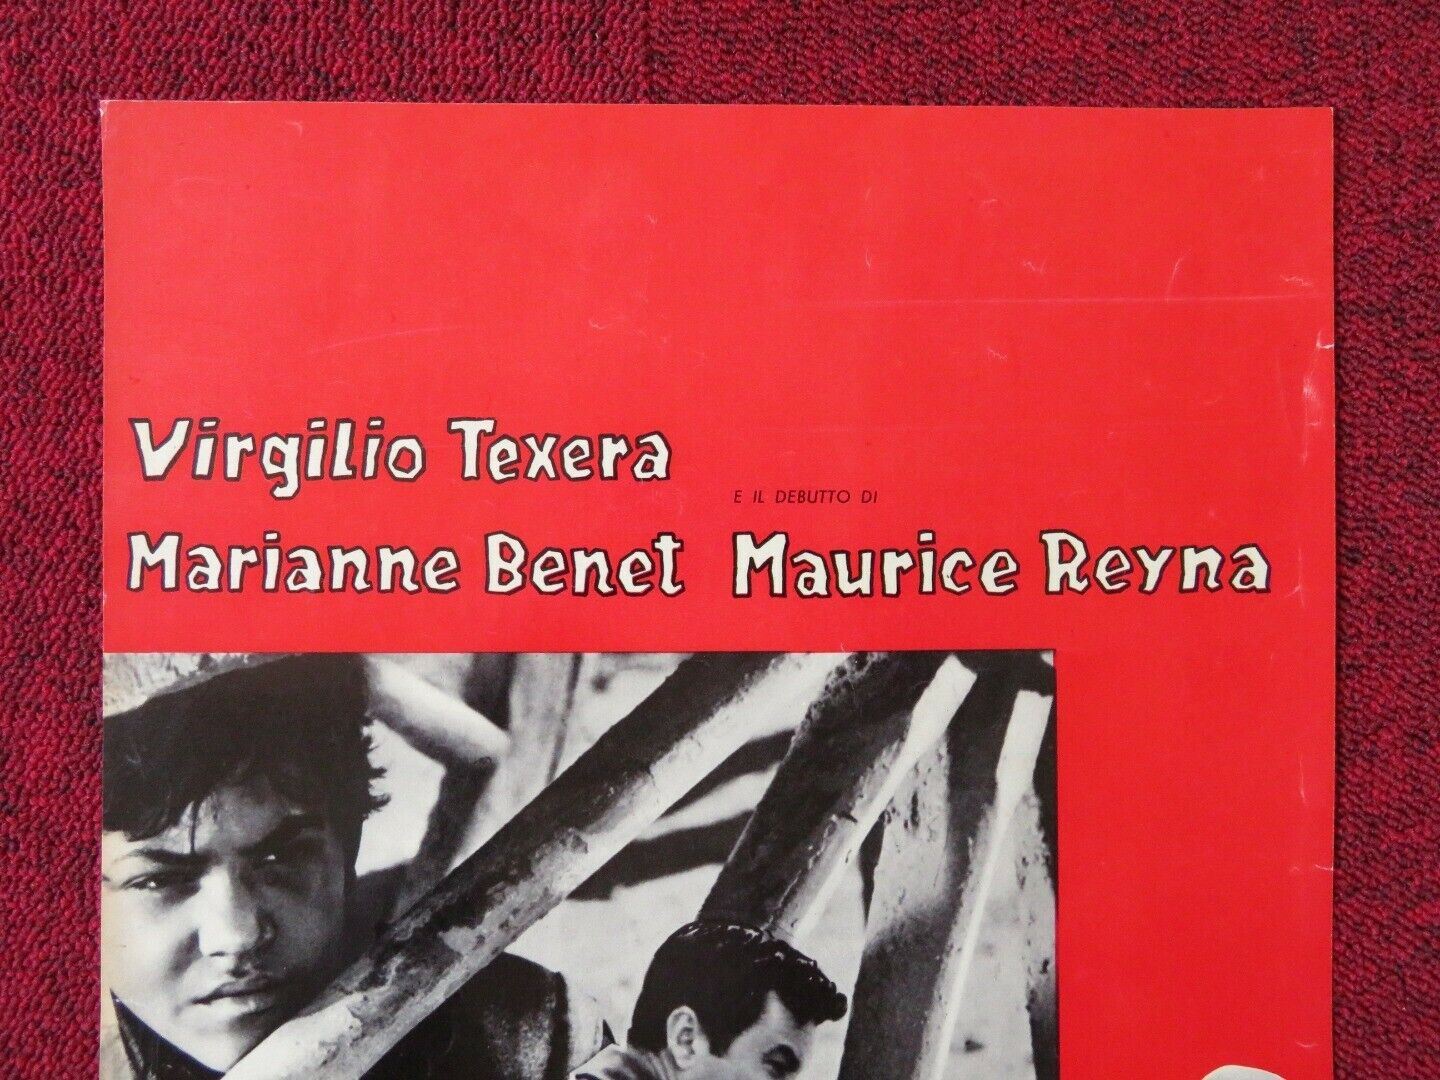 Virgilio Texera
E IL DEBUTTO DI
Marianne Benet Maurice Reyna